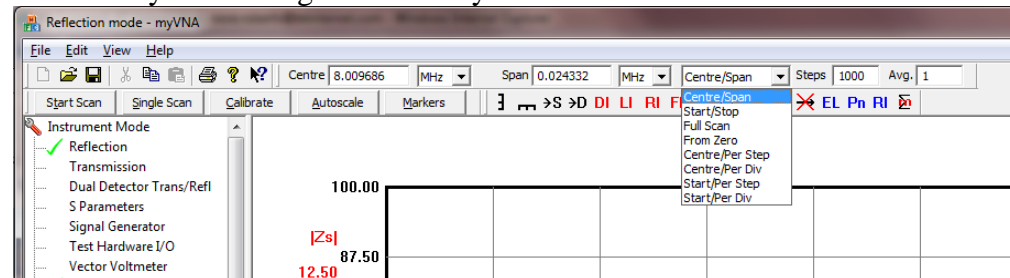 Reflection mode - myVNA
File Edit View Help
Centre 8.009686 MHz Span 0.024332 MHz Centre/Span Steps 1000 Avg. 1
Start Scan Single Scan Calibrate Autoscale Markers →S →D DI LI RI EL Pn RI
Centre/Span
Start/Stop
Full Scan
From Zero
Centre/Per Step
Centre/Per Div
Start/Per Step
Start/Per Div
Instrument Mode
Reflection
Transmission
Dual Detector Trans/Refl
S Parameters
Signal Generator
Test Hardware I/O
Vector Voltmeter
100.00
|Zs|
87.50
12.50